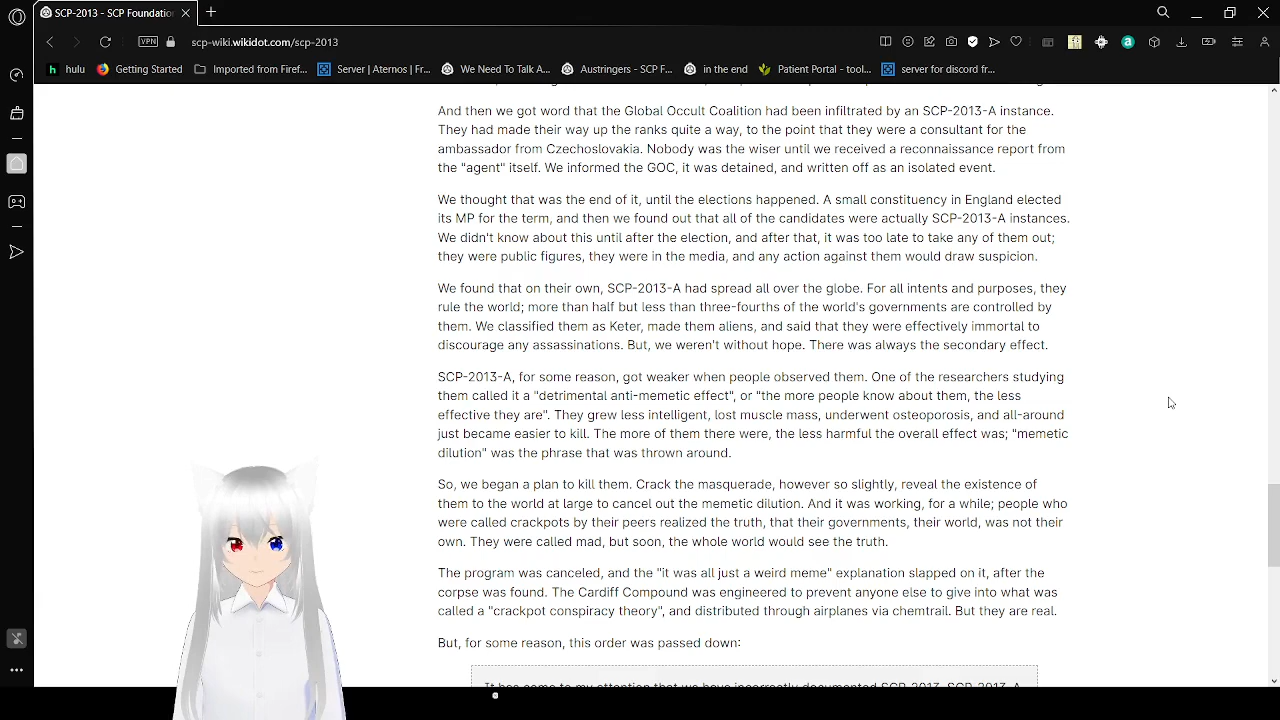 SCP-2013 - SCP Foundation
VPN
scp-wiki.wikidot.com/scp-2013
hulu
Getting Started
Imported from Firef...
Server | Aternos | Fr...
We Need To Talk A...
Austringers - SCP F...
in the end
Patient Portal - tool...
server for discord fr...
And then we got word that the Global Occult Coalition had been infiltrated by an SCP-2013-A instance.
They had made their way up the ranks quite a way, to the point that they were a consultant for the
ambassador from Czechoslovakia. Nobody was the wiser until we received a reconnaissance report from
the "agent" itself. We informed the GOC, it was detained, and written off as an isolated event.
We thought that was the end of it, until the elections happened. A small constituency in England elected
its MP for the term, and then we found out that all of the candidates were actually SCP-2013-A instances.
We didn't know about this until after the election, and after that, it was too late to take any of them out;
they were public figures, they were in the media, and any action against them would draw suspicion.
We found that on their own, SCP-2013-A had spread all over the globe. For all intents and purposes, they
rule the world; more than half but less than three-fourths of the world's governments are controlled by
them. We classified them as Keter, made them aliens, and said that they were effectively immortal to
discourage any assassinations. But, we weren't without hope. There was always the secondary effect.
SCP-2013-A, for some reason, got weaker when people observed them. One of the researchers studying
them called it a "detrimental anti-memetic effect", or "the more people know about them, the less
effective they are". They grew less intelligent, lost muscle mass, underwent osteoporosis, and all-around
just became easier to kill. The more of them there were, the less harmful the overall effect was; "memetic
dilution" was the phrase that was thrown around.
So, we began a plan to kill them. Crack the masquerade, however so slightly, reveal the existence of
them to the world at large to cancel out the memetic dilution. And it was working, for a while; people who
were called crackpots by their peers realized the truth, that their governments, their world, was not their
own. They were called mad, but soon, the whole world would see the truth.
The program was canceled, and the "it was all just a weird meme" explanation slapped on it, after the
corpse was found. The Cardiff Compound was engineered to prevent anyone else to give into what was
called a "crackpot conspiracy theory", and distributed through airplanes via chemtrail. But they are real.
But, for some reason, this order was passed down:
It has come to my attention that we have incorrectly documented SCP-2013. SCP-2013-A